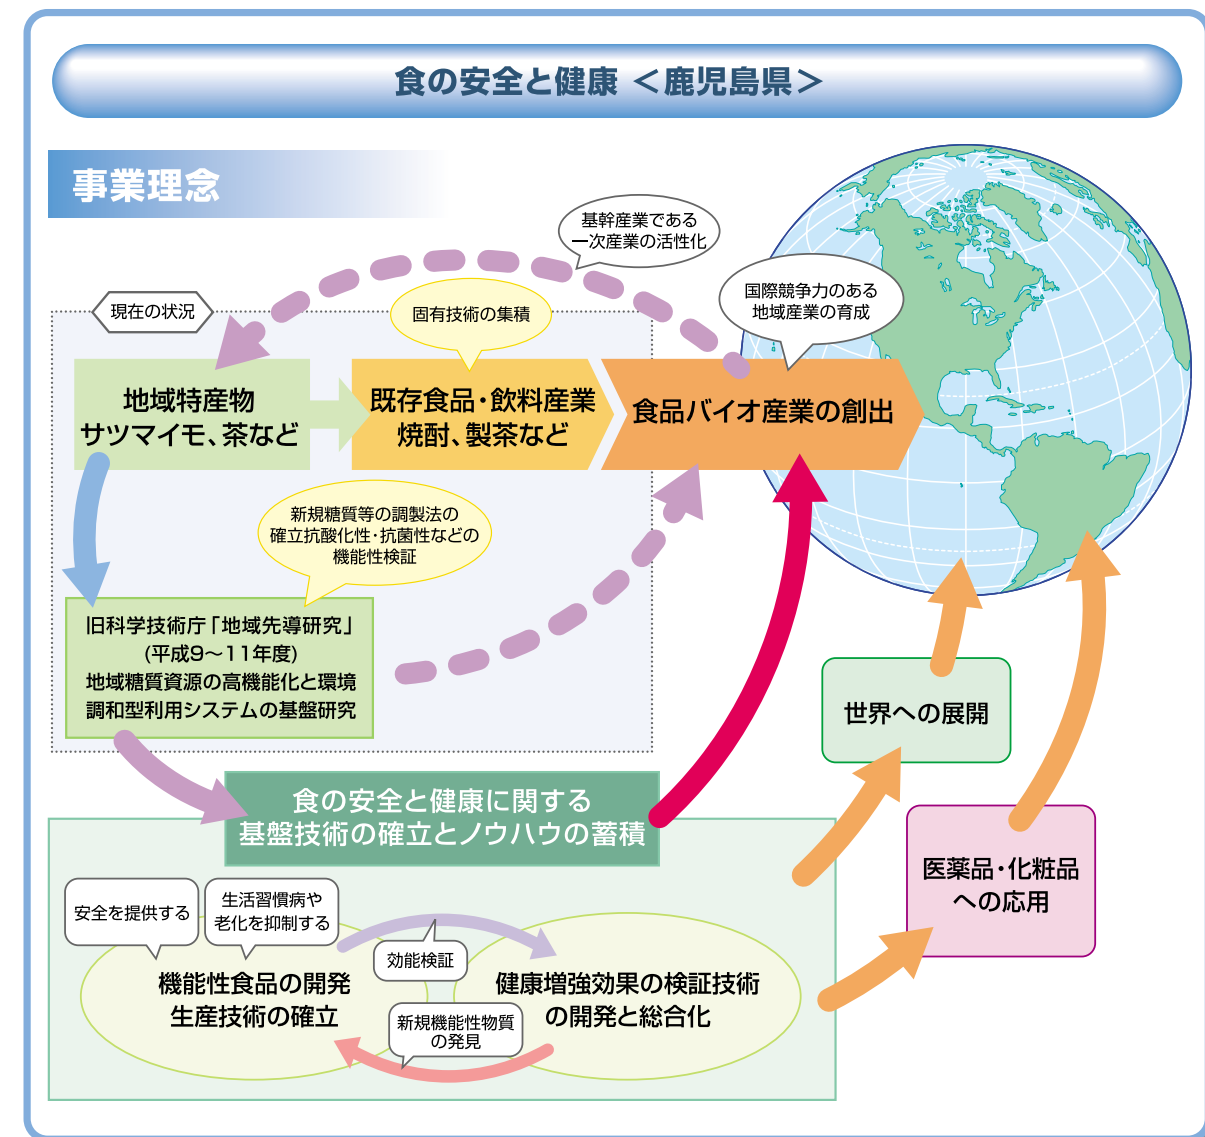 食の安全と健康 ＜鹿児島県＞
事業理念
基幹産業である
一次産業の活性化
国際競争力のある
地域産業の育成
現在の状況
固有技術の集積
地域特産物
サツマイモ、茶など
既存食品・飲料産業
焼酎、製茶など
食品バイオ産業の創出
新規糖質等の調製法の
確立抗酸化性・抗菌性などの
機能性検証
旧科学技術庁「地域先導研究」
(平成9～11年度)
地域糖質資源の高機能化と環境
調和型利用システムの基盤研究
世界への展開
食の安全と健康に関する
基盤技術の確立とノウハウの蓄積
医薬品・化粧品
への応用
安全を提供する
生活習慣病や
老化を抑制する
効能検証
機能性食品の開発
生産技術の確立
健康増強効果の検証技術
の開発と総合化
新規機能性物質
の発見